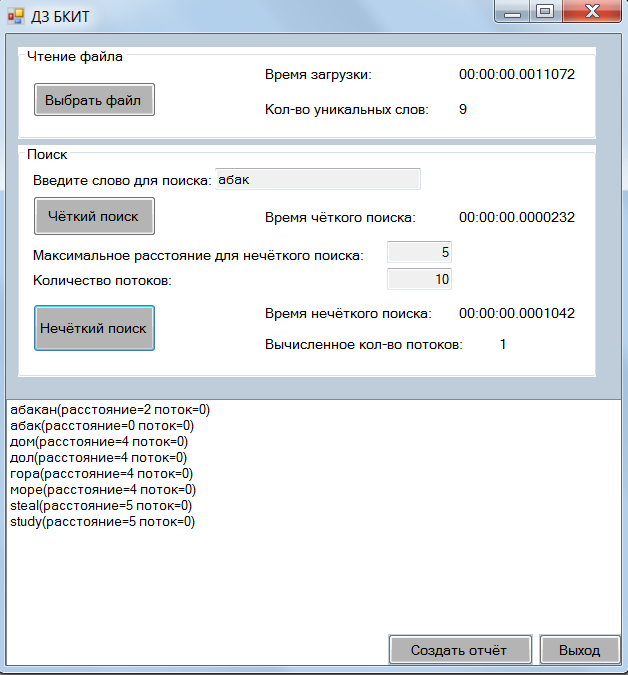 ДЗ БКИТ
Чтение файла
Выбрать файл
Время загрузки: 00:00:00.0011072
Кол-во уникальных слов: 9
Поиск
Введите слово для поиска: абак
Чёткий поиск
Время чёткого поиска: 00:00:00.0000232
Максимальное расстояние для нечёткого поиска: 5
Количество потоков: 10
Нечёткий поиск
Время нечёткого поиска: 00:00:00.0001042
Вычисленное кол-во потоков: 1
абакан(расстояние=2 поток=0)
абак(расстояние=0 поток=0)
дом(расстояние=4 поток=0)
дол(расстояние=4 поток=0)
гора(расстояние=4 поток=0)
море(расстояние=4 поток=0)
steal(расстояние=5 поток=0)
study(расстояние=5 поток=0)
Создать отчёт
Выход